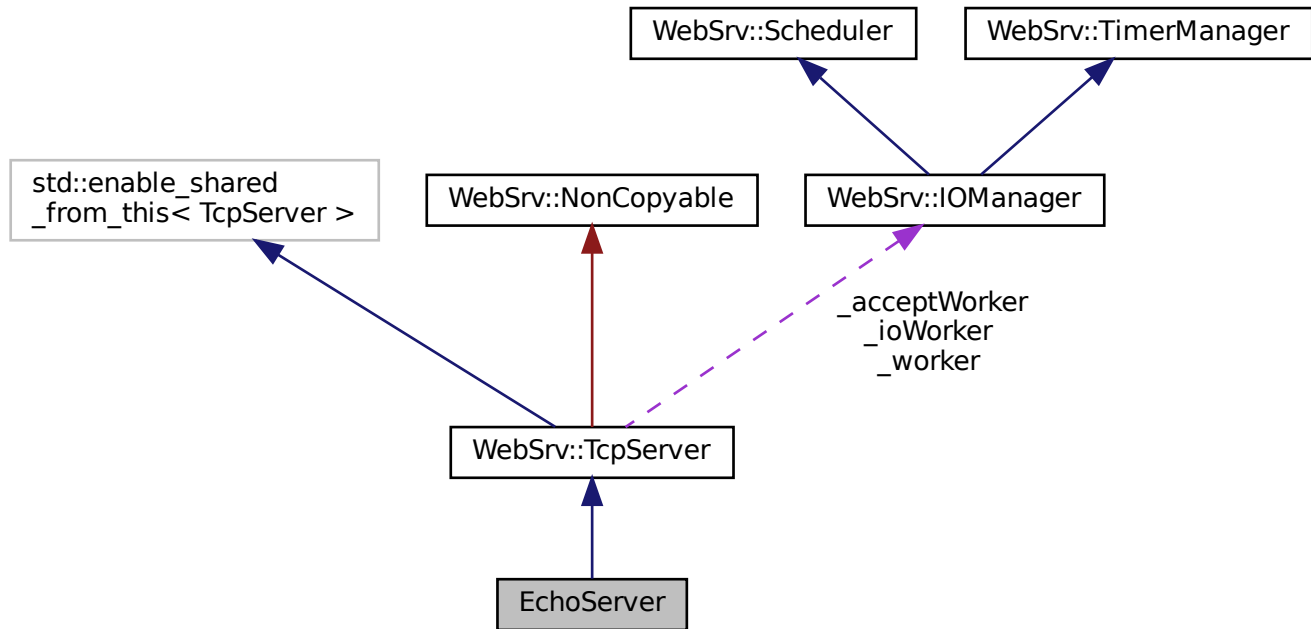 WebSrv::Scheduler
WebSrv::TimerManager
std::enable_shared
_from_this< TcpServer >
WebSrv::NonCopyable
WebSrv::IOManager
_acceptWorker
_ioWorker
_worker
WebSrv::TcpServer
EchoServer